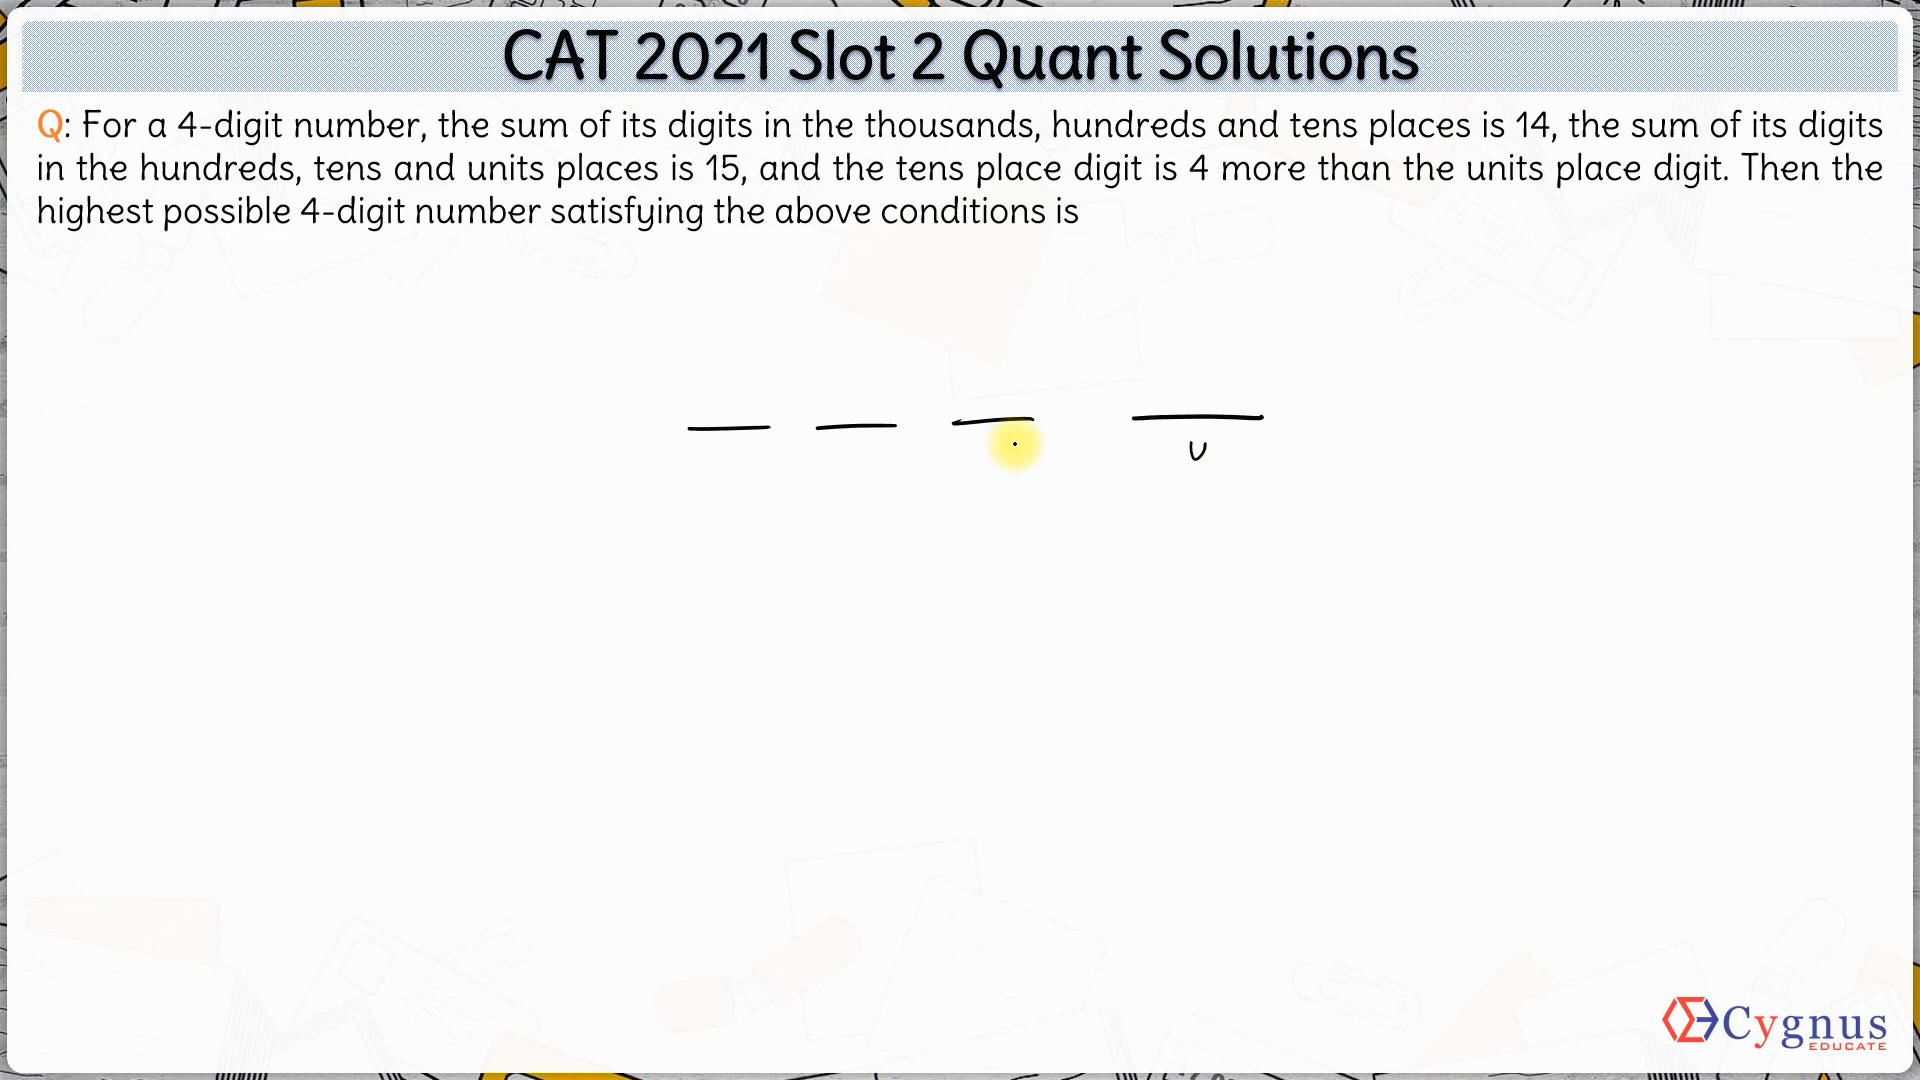 CAT 2021 Slot 2 Quant Solutions
Q: For a 4-digit number, the sum of its digits in the thousands, hundreds and tens places is 14, the sum of its digits
in the hundreds, tens and units places is 15, and the tens place digit is 4 more than the units place digit. Then the
highest possible 4-digit number satisfying the above conditions is
U
Cygnus
EDUCATE